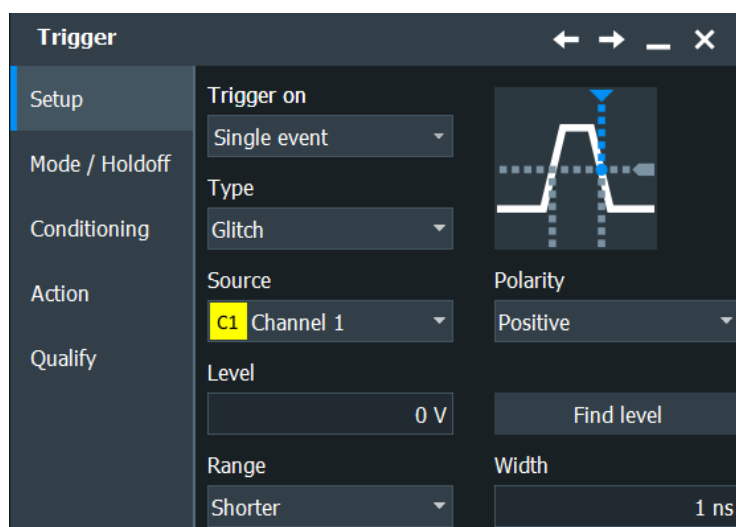 Trigger
Setup
Mode / Holdoff
Conditioning
Action
Qualify
Trigger on
Single event
Type
Glitch
Source
C1 Channel 1
Polarity
Positive
Level
0 V
Find level
Range
Shorter
Width
1 ns